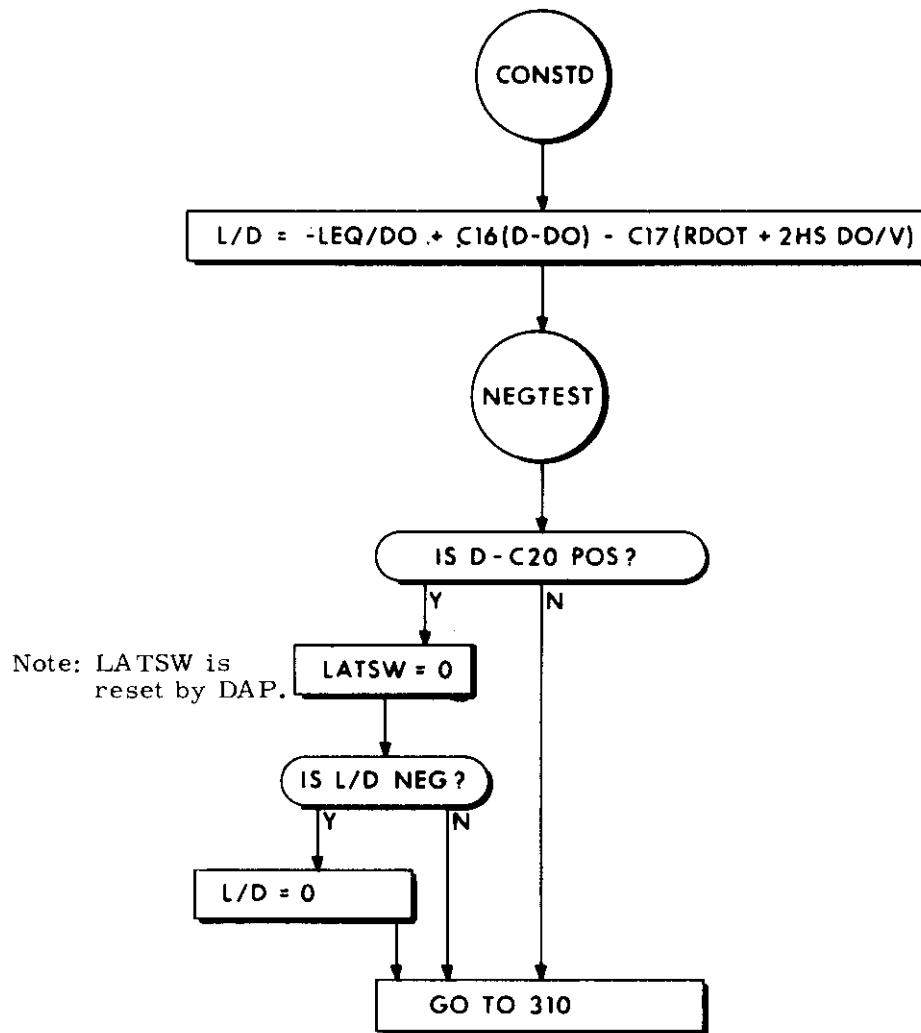 CONSTD
L/D = -LEQ/DO + C16(D-DO) - C17(RDOT + 2HS DO/V)
NEGTEST
IS D-C20 POS?
Y
N
Note: LATSW is
reset by DAP.
LATSW = 0
IS L/D NEG?
Y
N
L/D = 0
GO TO 310